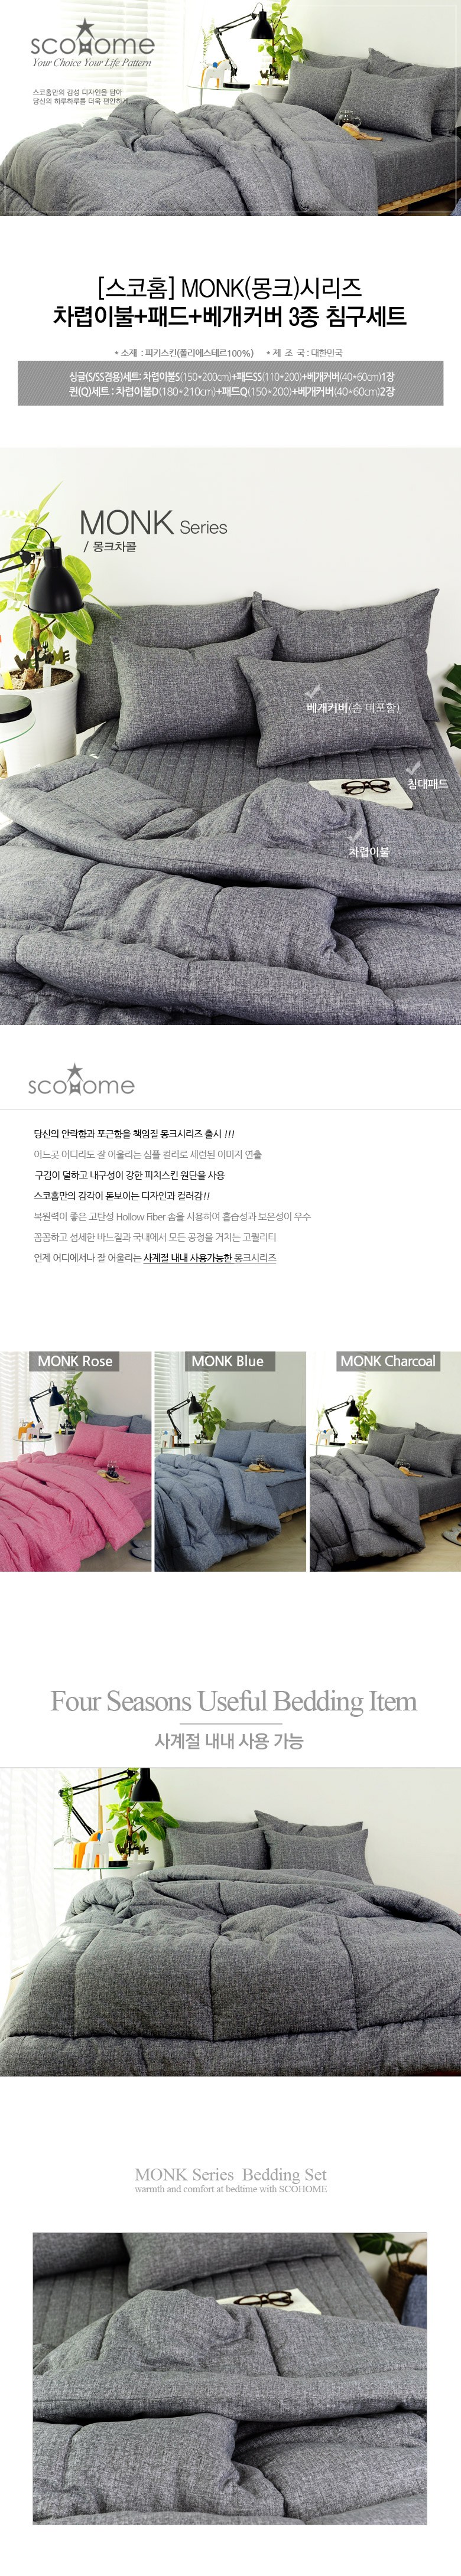 scoHome
Your Choice Your Life Pattern
스코홈만의 감성 디자인을 담아
당신의 하루하루를 더욱 편안하게
[스코홈] MONK(몽크)시리즈
차렵이불+패드+베개커버 3종 침구세트
* 소재 : 피키스킨(폴리에스테르100%) * 제 조 국 : 대한민국
싱글(S/SS겸용)세트: 차렵이불S(150*200cm)+패드SS(110*200)+베개커버(40*60cm)1장
퀸(Q)세트 : 차렵이불D(180*210cm)+패드Q(150*200)+베개커버(40*60cm)2장
MONK Series
/ 몽크차콜
WELCOME
베개커버(솜 미포함)
침대패드
차렵이불
scoHome
당신의 안락함과 포근함을 책임질 몽크시리즈 출시 !!!
어느곳 어디라도 잘 어울리는 심플 컬러로 세련된 이미지 연출
구김이 덜하고 내구성이 강한 피치스킨 원단을 사용
스코홈만의 감각이 돋보이는 디자인과 컬러감!!
복원력이 좋은 고탄성 Hollow Fiber 솜을 사용하여 흡습성과 보온성이 우수
꼼꼼하고 섬세한 바느질과 국내에서 모든 공정을 거치는 고퀄리티
언제 어디에서나 잘 어울리는 사계절 내내 사용가능한 몽크시리즈
MONK Rose
MONK Blue
MONK Charcoal
Four Seasons Useful Bedding Item
사계절 내내 사용 가능
MONK Series Bedding Set
warmth and comfort at bedtime with SCOHOME